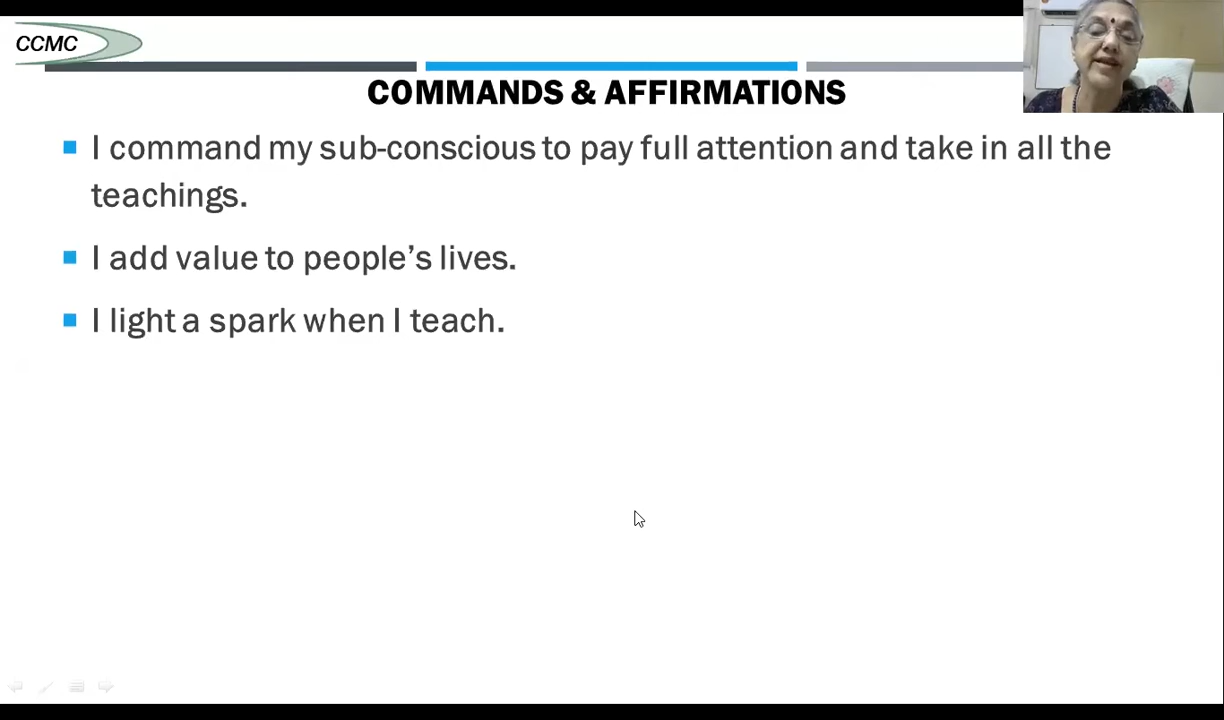 CCMC
COMMANDS & AFFIRMATIONS
I command my sub-conscious to pay full attention and take in all the
teachings.
I add value to people’s lives.
I light a spark when I teach.